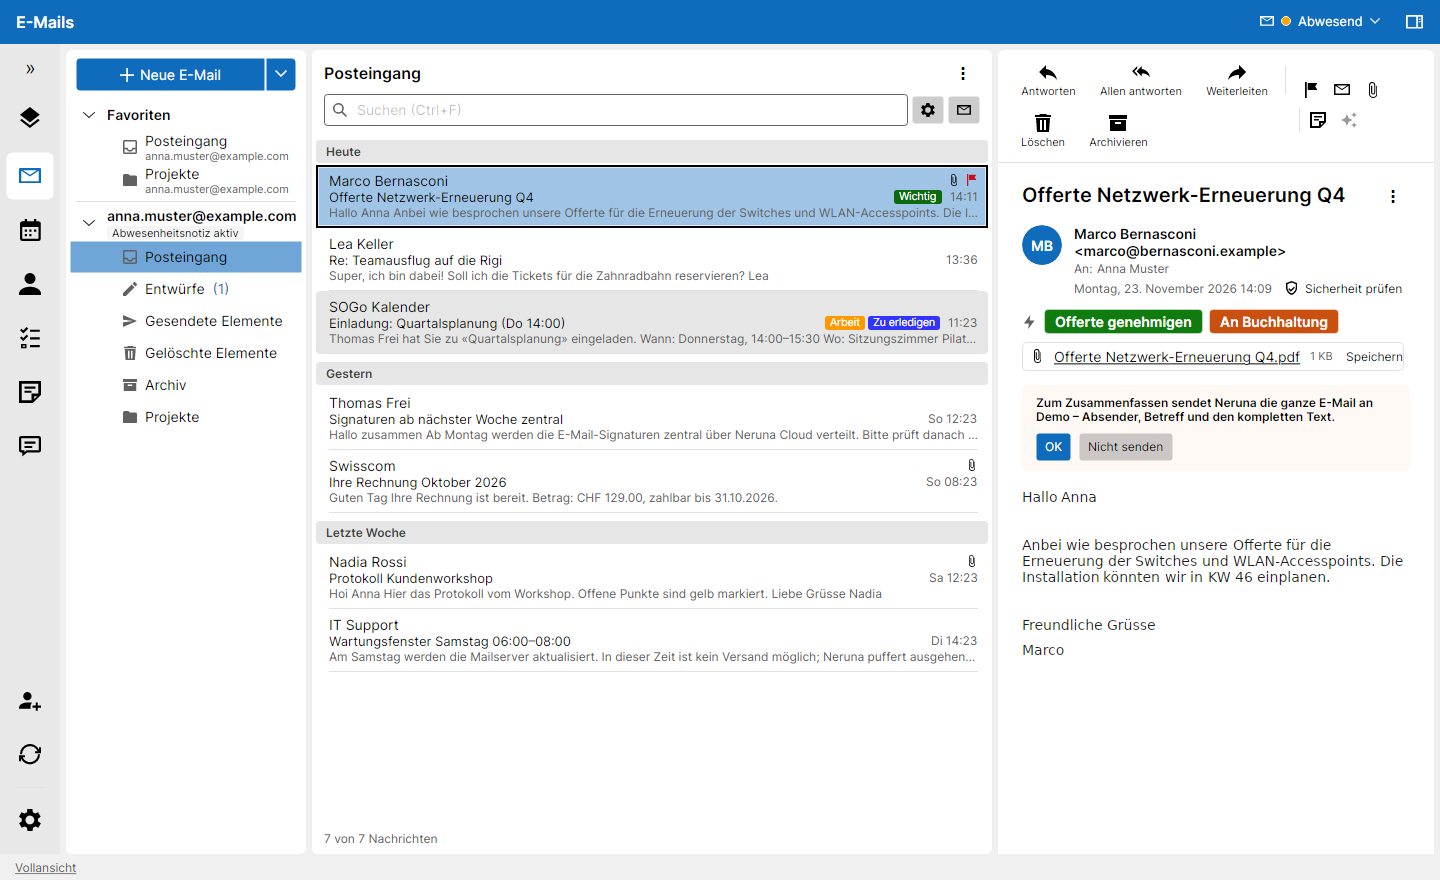 E-Mails
Abwesend
Neue E-Mail
Favoriten
Posteingang
anna.muster@example.com
Projekte
anna.muster@example.com
anna.muster@example.com
Abwesenheitsnotiz aktiv
Posteingang
Entwürfe (1)
Gesendete Elemente
Gelöschte Elemente
Archiv
Projekte
Posteingang
Suchen (Ctrl+F)
Heute
Marco Bernasconi
Offerte Netzwerk-Erneuerung Q4 Wichtig 14:11
Hallo Anna Anbei wie besprochen unsere Offerte für die Erneuerung der Switches und WLAN-Accesspoints. Die I...
Lea Keller
Re: Teamausflug auf die Rigi 13:36
Super, ich bin dabei! Soll ich die Tickets für die Zahnradbahn reservieren? Lea
SOGo Kalender
Einladung: Quartalsplanung (Do 14:00) Arbeit Zu erledigen 11:23
Thomas Frei hat Sie zu «Quartalsplanung» eingeladen. Wann: Donnerstag, 14:00–15:30 Wo: Sitzungszimmer Pilat...
Gestern
Thomas Frei
Signaturen ab nächster Woche zentral So 12:23
Hallo zusammen Ab Montag werden die E-Mail-Signaturen zentral über Neruna Cloud verteilt. Bitte prüft danach ...
Swisscom
Ihre Rechnung Oktober 2026 So 08:23
Guten Tag Ihre Rechnung ist bereit. Betrag: CHF 129.00, zahlbar bis 31.10.2026.
Letzte Woche
Nadia Rossi
Protokoll Kundenworkshop Sa 12:23
Hoi Anna Hier das Protokoll vom Workshop. Offene Punkte sind gelb markiert. Liebe Grüsse Nadia
IT Support
Wartungsfenster Samstag 06:00–08:00 Di 14:23
Am Samstag werden die Mailserver aktualisiert. In dieser Zeit ist kein Versand möglich; Neruna puffert ausgehen...
7 von 7 Nachrichten
Antworten Allen antworten Weiterleiten
Löschen Archivieren
Offerte Netzwerk-Erneuerung Q4
MB
Marco Bernasconi
<marco@bernasconi.example>
An: Anna Muster
Montag, 23. November 2026 14:09 Sicherheit prüfen
Offerte genehmigen An Buchhaltung
Offerte Netzwerk-Erneuerung Q4.pdf 1 KB Speichern
Zum Zusammenfassen sendet Neruna die ganze E-Mail an
Demo – Absender, Betreff und den kompletten Text.
OK Nicht senden
Hallo Anna
Anbei wie besprochen unsere Offerte für die
Erneuerung der Switches und WLAN-Accesspoints. Die
Installation könnten wir in KW 46 einplanen.
Freundliche Grüsse
Marco
Vollansicht